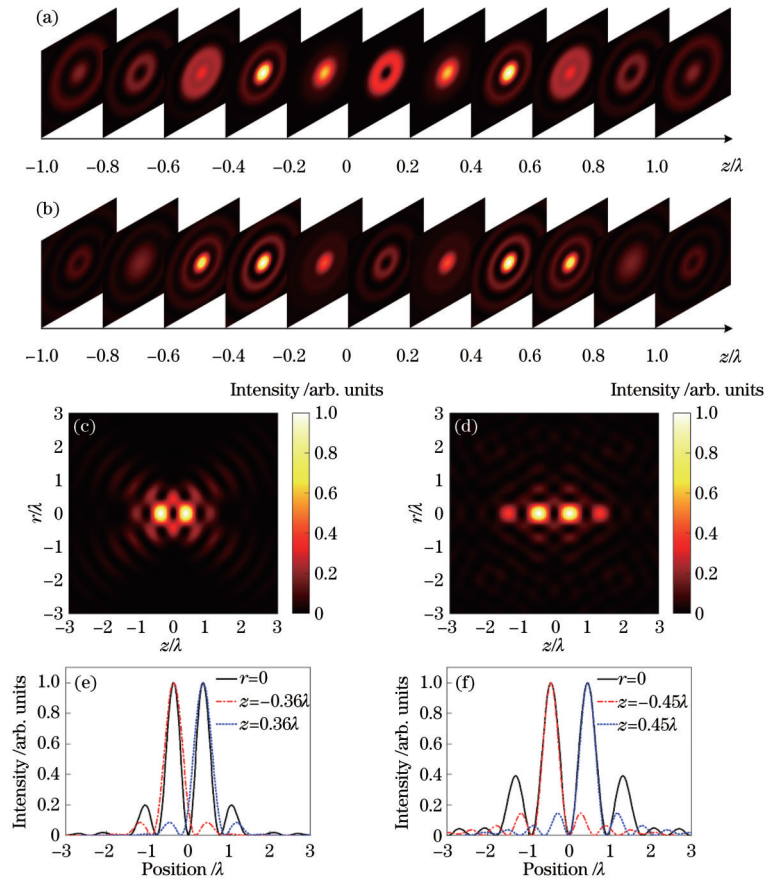 (a)
−1.0 −0.8 −0.6 −0.4 −0.2 0 0.2 0.4 0.6 0.8 1.0 z/λ
(b)
−1.0 −0.8 −0.6 −0.4 −0.2 0 0.2 0.4 0.6 0.8 1.0 z/λ
Intensity /arb. units Intensity /arb. units
(c) (d)
3 2 1 0 −1 −2 −3
r/λ
−3 −2 −1 0 1 2 3
z/λ
1.0 0.8 0.6 0.4 0.2 0
3 2 1 0 −1 −2 −3
r/λ
−3 −2 −1 0 1 2 3
z/λ
1.0 0.8 0.6 0.4 0.2 0
(e)
r=0
z=−0.36λ
z=0.36λ
Intensity /arb. units
1.0 0.8 0.6 0.4 0.2 0
−3 −2 −1 0 1 2 3
Position /λ
(f)
r=0
z=−0.45λ
z=0.45λ
Intensity /arb. units
1.0 0.8 0.6 0.4 0.2 0
−3 −2 −1 0 1 2 3
Position /λ